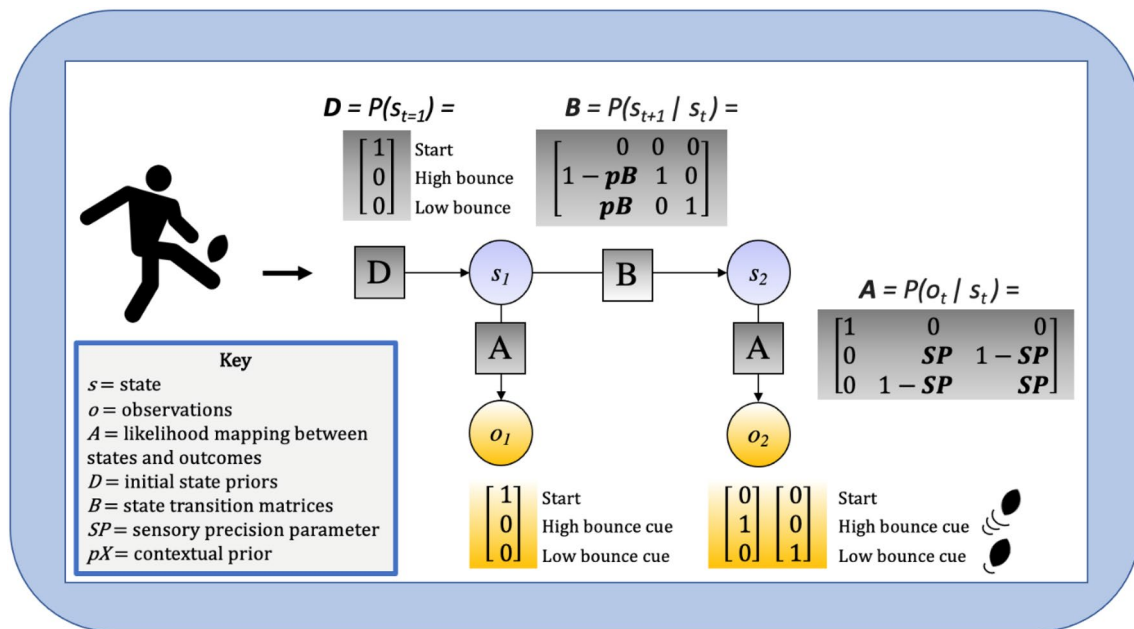 D = P(s_{t=1}) =
[1] Start
[0] High bounce
[0] Low bounce
B = P(s_{t+1} | s_t) =
[0 0 0]
[1 − pB 1 0]
[pB 0 1]
D
s_1
B
s_2
A
A
o_1
o_2
A = P(o_t | s_t) =
[1 0 0]
[0 SP 1 − SP]
[0 1 − SP SP]
Key
s = state
o = observations
A = likelihood mapping between
states and outcomes
D = initial state priors
B = state transition matrices
SP = sensory precision parameter
pX = contextual prior
[1] Start
[0] High bounce cue
[0] Low bounce cue
[0] [0] Start
[1] [0] High bounce cue
[0] [1] Low bounce cue